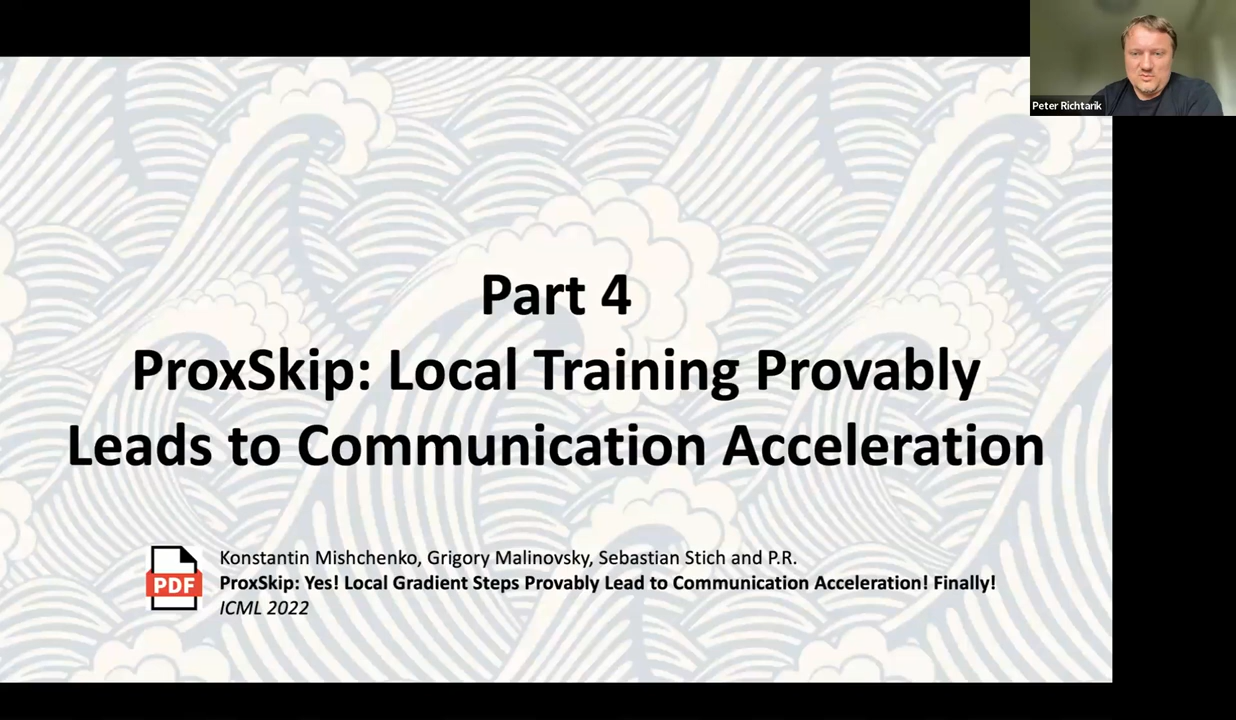 Peter Richtarik
Part 4
ProxSkip: Local Training Provably
Leads to Communication Acceleration
PDF
Konstantin Mishchenko, Grigory Malinovsky, Sebastian Stich and P.R.
ProxSkip: Yes! Local Gradient Steps Provably Lead to Communication Acceleration! Finally!
ICML 2022